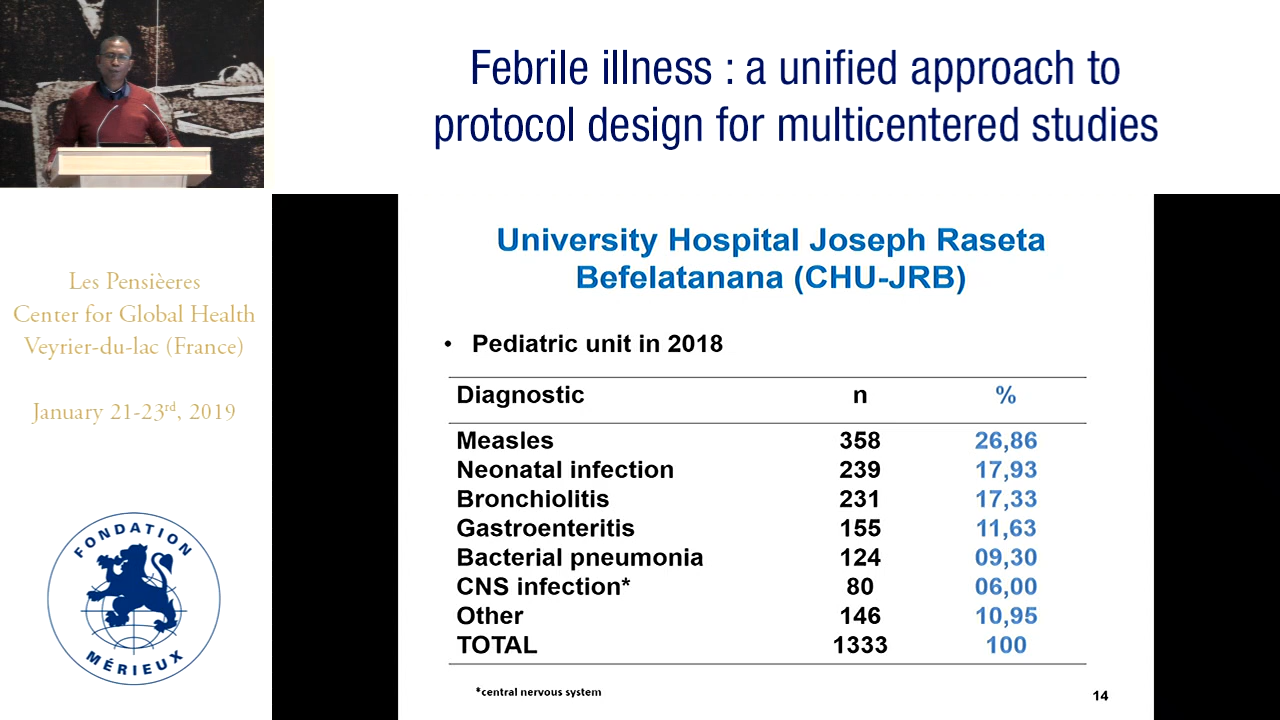 Febrile illness : a unified approach to
protocol design for multicentered studies
Les Pensièeres
Center for Global Health
Veyrier-du-lac (France)
January 21-23rd, 2019
FONDATION
MÉRIEUX
University Hospital Joseph Raseta
Befelatanana (CHU-JRB)
• Pediatric unit in 2018
Diagnostic n %
Measles 358 26,86
Neonatal infection 239 17,93
Bronchiolitis 231 17,33
Gastroenteritis 155 11,63
Bacterial pneumonia 124 09,30
CNS infection* 80 06,00
Other 146 10,95
TOTAL 1333 100
*central nervous system
14